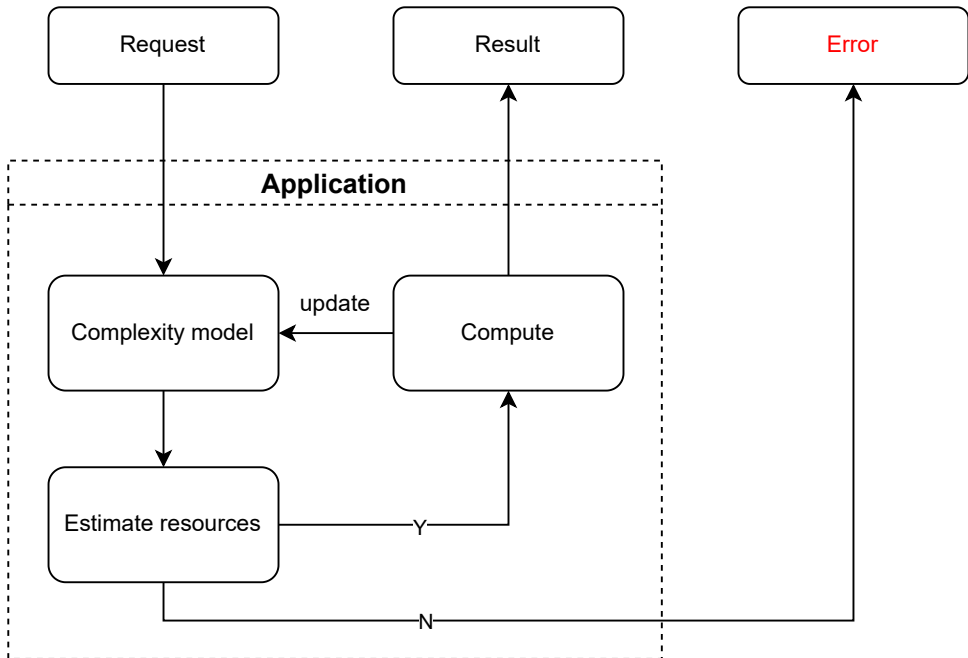 Request
Result
Error
Application
update
Complexity model
Compute
Estimate resources
Y
N